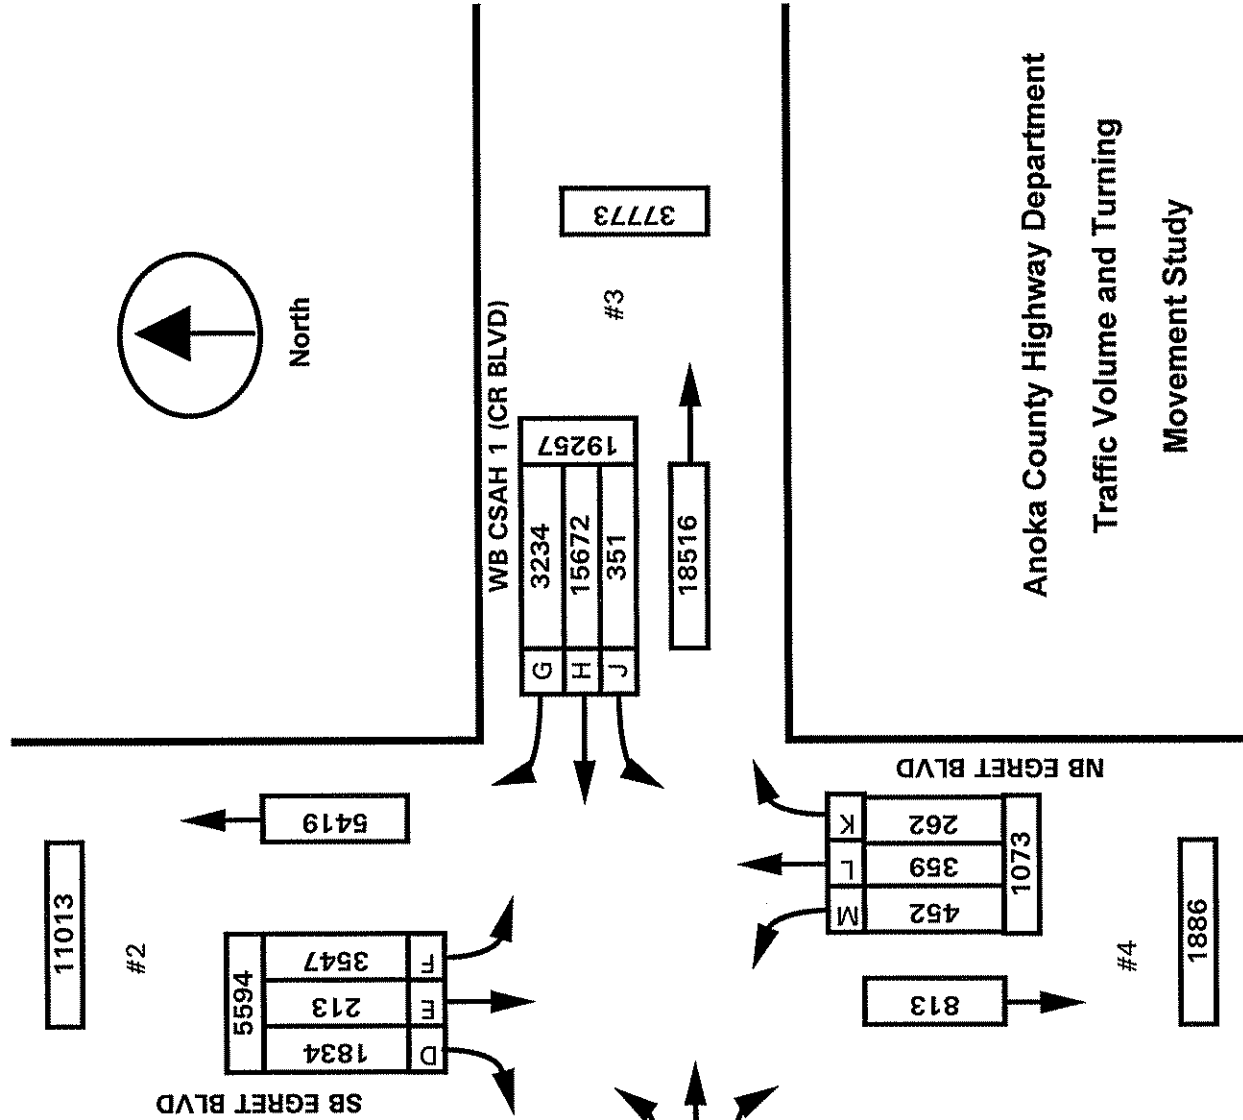 North
WB CSAH 1 (CR BLVD)
37773
#3
19257
G 3234
H 15672
J 351
18516
11013
#2
5419
5594
3547 F
213 E
1834 D
SB EGRET BLVD
NB EGRET BLVD
K 262
L 359
M 452
1073
#4
813
1886
Anoka County Highway Department
Traffic Volume and Turning
Movement Study